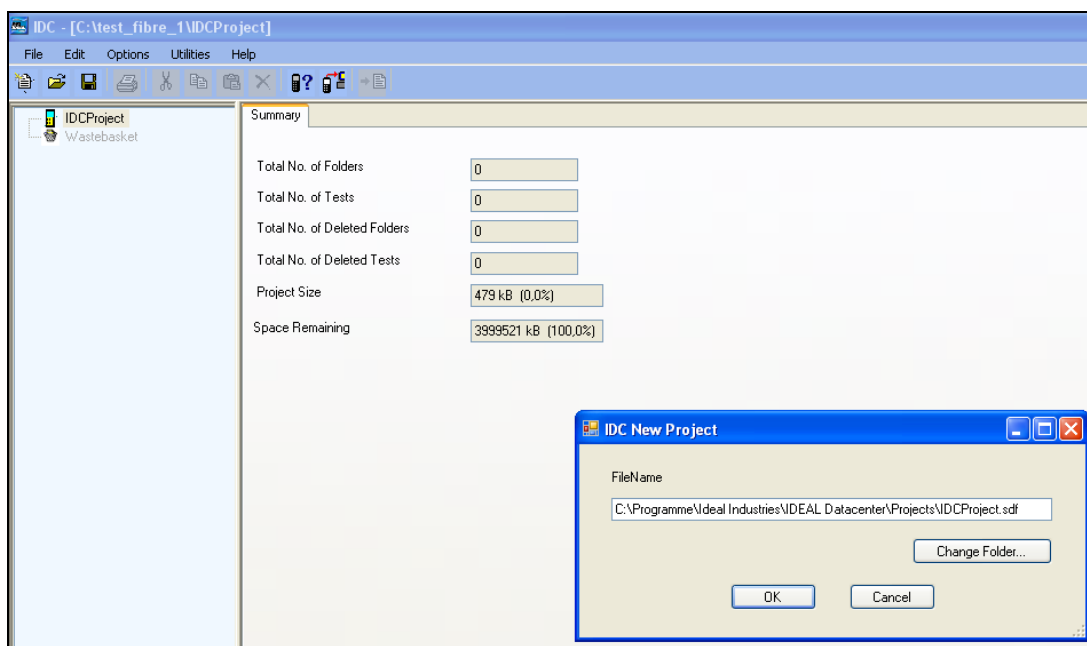 IDC - [C:\test_fibre_1\IDCProject]
File Edit Options Utilities Help
IDCProject
Wastebasket
Summary
Total No. of Folders 0
Total No. of Tests 0
Total No. of Deleted Folders 0
Total No. of Deleted Tests 0
Project Size 479 kB (0,0%)
Space Remaining 3999521 kB (100,0%)
IDC New Project
FileName
C:\Programme\Ideal Industries\IDEAL Datacenter\Projects\IDCProject.sdf
Change Folder...
OK Cancel